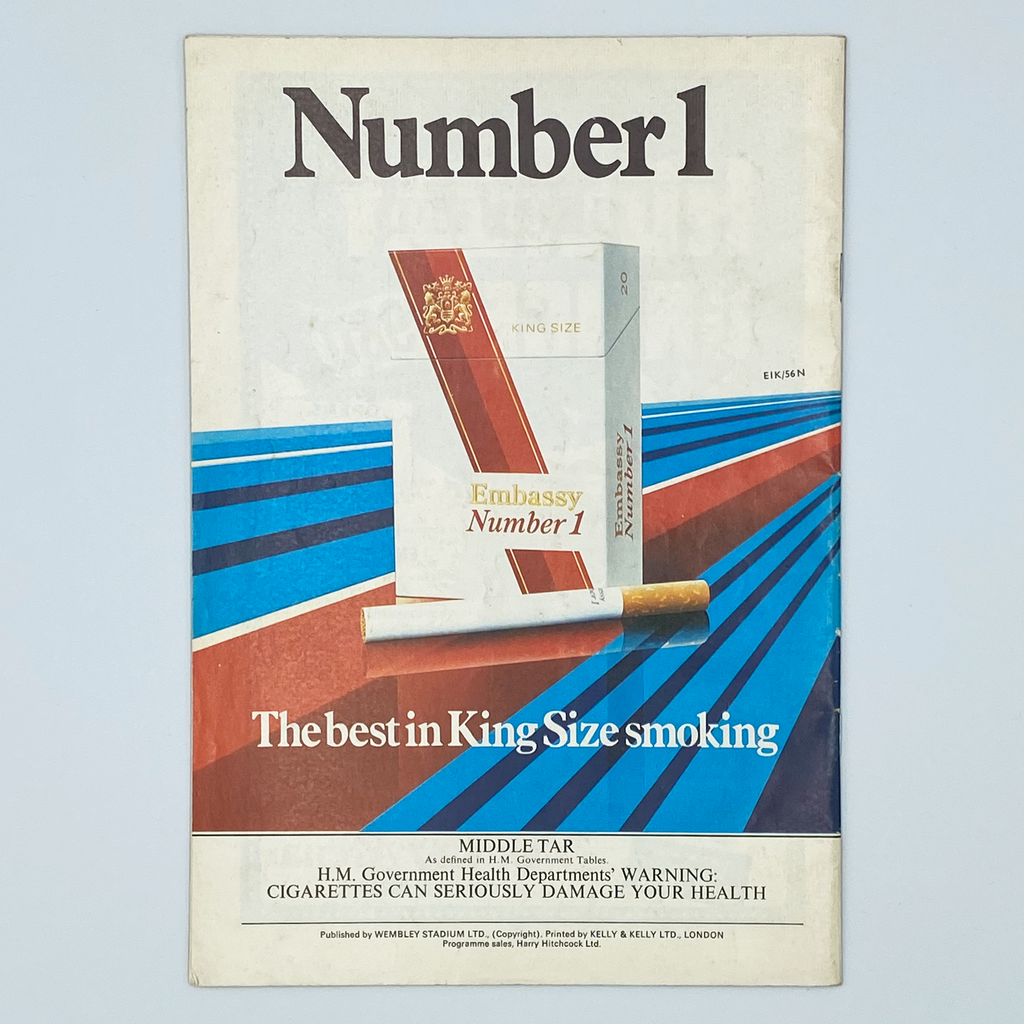 Number 1
20
KING SIZE
EIK/56N
Embassy
Number 1
Embassy
Number 1
The best in King Size smoking
MIDDLE TAR
As defined in H.M. Government Tables.
H.M. Government Health Departments' WARNING:
CIGARETTES CAN SERIOUSLY DAMAGE YOUR HEALTH
Published by WEMBLEY STADIUM LTD., (Copyright). Printed by KELLY & KELLY LTD., LONDON
Programme sales, Harry Hitchcock Ltd.